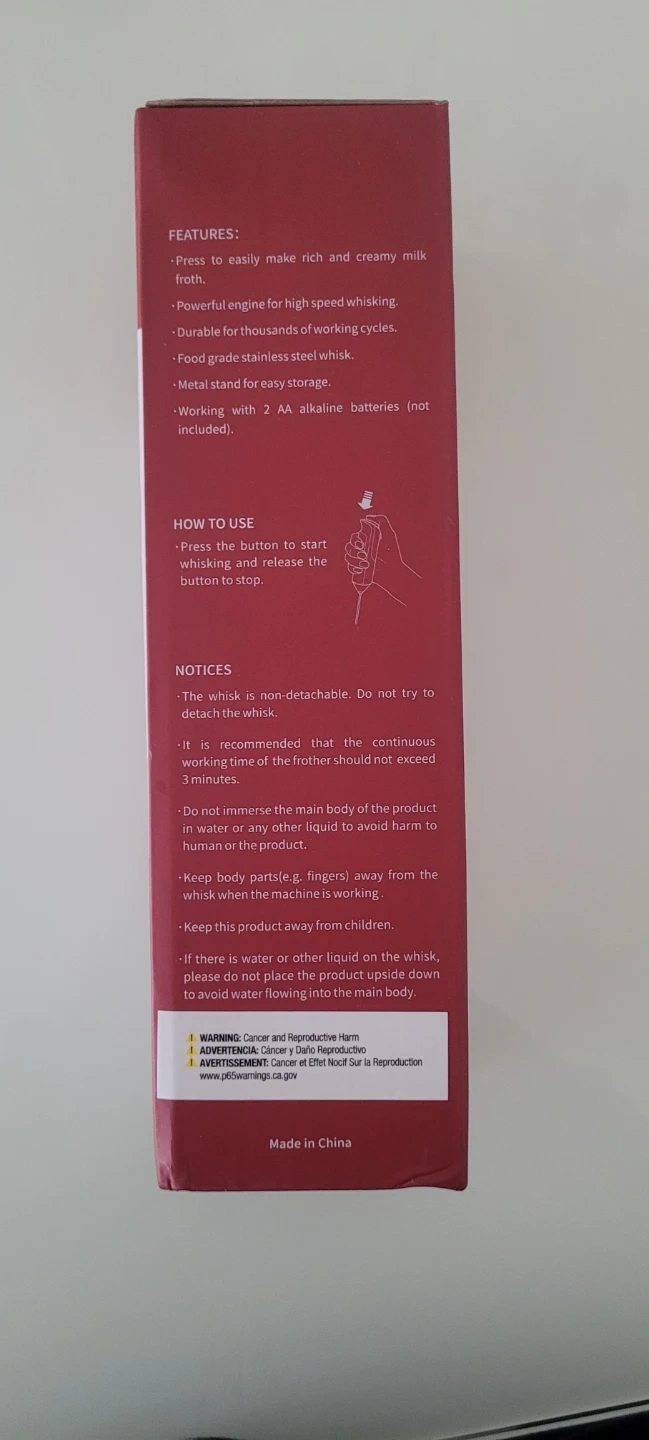 FEATURES:
·Press to easily make rich and creamy milk
froth.
·Powerful engine for high speed whisking.
·Durable for thousands of working cycles.
·Food grade stainless steel whisk.
·Metal stand for easy storage.
·Working with 2 AA alkaline batteries (not
included).
HOW TO USE
·Press the button to start
whisking and release the
button to stop.
NOTICES
·The whisk is non-detachable. Do not try to
detach the whisk.
·It is recommended that the continuous
working time of the frother should not exceed
3 minutes.
·Do not immerse the main body of the product
in water or any other liquid to avoid harm to
human or the product.
·Keep body parts(e.g. fingers) away from the
whisk when the machine is working.
·Keep this product away from children.
·If there is water or other liquid on the whisk,
please do not place the product upside down
to avoid water flowing into the main body.
WARNING: Cancer and Reproductive Harm
ADVERTENCIA: Cáncer y Daño Reproductivo
AVERTISSEMENT: Cancer et Effet Nocif Sur la Reproduction
www.p65warnings.ca.gov
Made in China